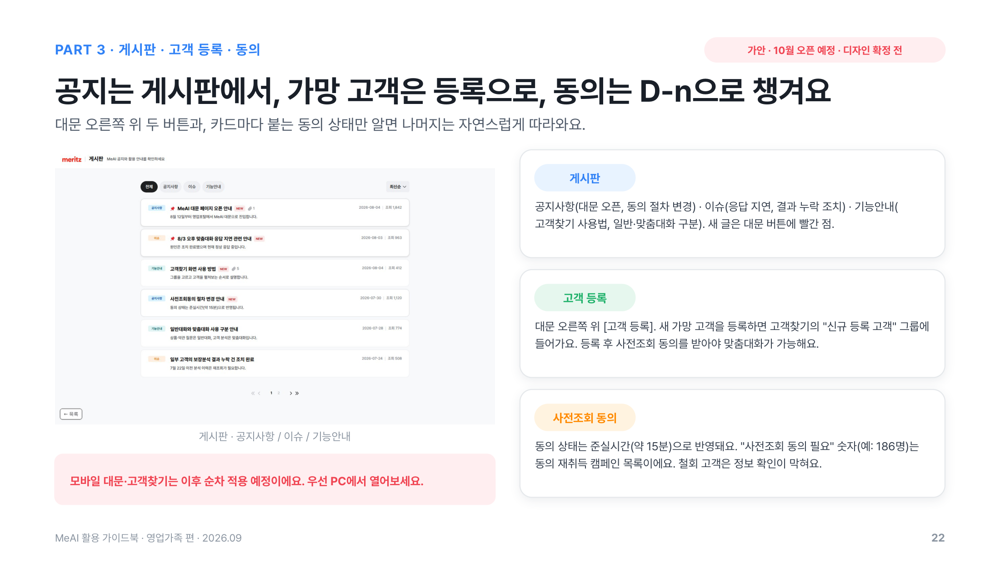 PART 3 · 게시판 · 고객 등록 · 동의
가안 · 10월 오픈 예정 · 디자인 확정 전
공지는 게시판에서, 가망 고객은 등록으로, 동의는 D-n으로 챙겨요
대문 오른쪽 위 두 버튼과, 카드마다 붙는 동의 상태만 알면 나머지는 자연스럽게 따라와요.
meritz 게시판 MeAI 공지와 활용 안내를 확인하세요
전체 공지사항 이슈 기능안내 최신순
공지사항 MeAI 대문 페이지 오픈 안내 NEW 1 2026-08-04 조회 1,842
8월 12일부터 영업포탈에서 MeAI 대문으로 진입합니다.
이슈 8/3 오후 맞춤대화 응답 지연 관련 안내 NEW 2026-08-03 조회 963
원인은 조치 완료됐으며 현재 정상 응답 중입니다.
기능안내 고객찾기 화면 사용 방법 NEW 5 2026-08-04 조회 412
그룹을 고르고 고객을 펼쳐보는 순서로 설명합니다.
공지사항 사전조회동의 절차 변경 안내 NEW 2026-07-30 조회 1,120
동의 상태는 준실시간(약 15분)으로 반영됩니다.
기능안내 일반대화와 맞춤대화 사용 구분 안내 2026-07-28 조회 774
상품·약관 질문은 일반대화, 고객 분석은 맞춤대화입니다.
이슈 일부 고객의 보장분석 결과 누락 건 조치 완료 2026-07-24 조회 508
7월 22일 이전 분석 이력은 재조회가 필요합니다.
« ‹ 1 2 › »
← 목록
게시판 · 공지사항 / 이슈 / 기능안내
모바일 대문·고객찾기는 이후 순차 적용 예정이에요. 우선 PC에서 열어보세요.
게시판
공지사항(대문 오픈, 동의 절차 변경) · 이슈(응답 지연, 결과 누락 조치) · 기능안내(
고객찾기 사용법, 일반·맞춤대화 구분). 새 글은 대문 버튼에 빨간 점.
고객 등록
대문 오른쪽 위 [고객 등록]. 새 가망 고객을 등록하면 고객찾기의 "신규 등록 고객" 그룹에
들어가요. 등록 후 사전조회 동의를 받아야 맞춤대화가 가능해요.
사전조회 동의
동의 상태는 준실시간(약 15분)으로 반영돼요. "사전조회 동의 필요" 숫자(예: 186명)는
동의 재취득 캠페인 목록이에요. 철회 고객은 정보 확인이 막혀요.
MeAI 활용 가이드북 · 영업가족 편 · 2026.09
22